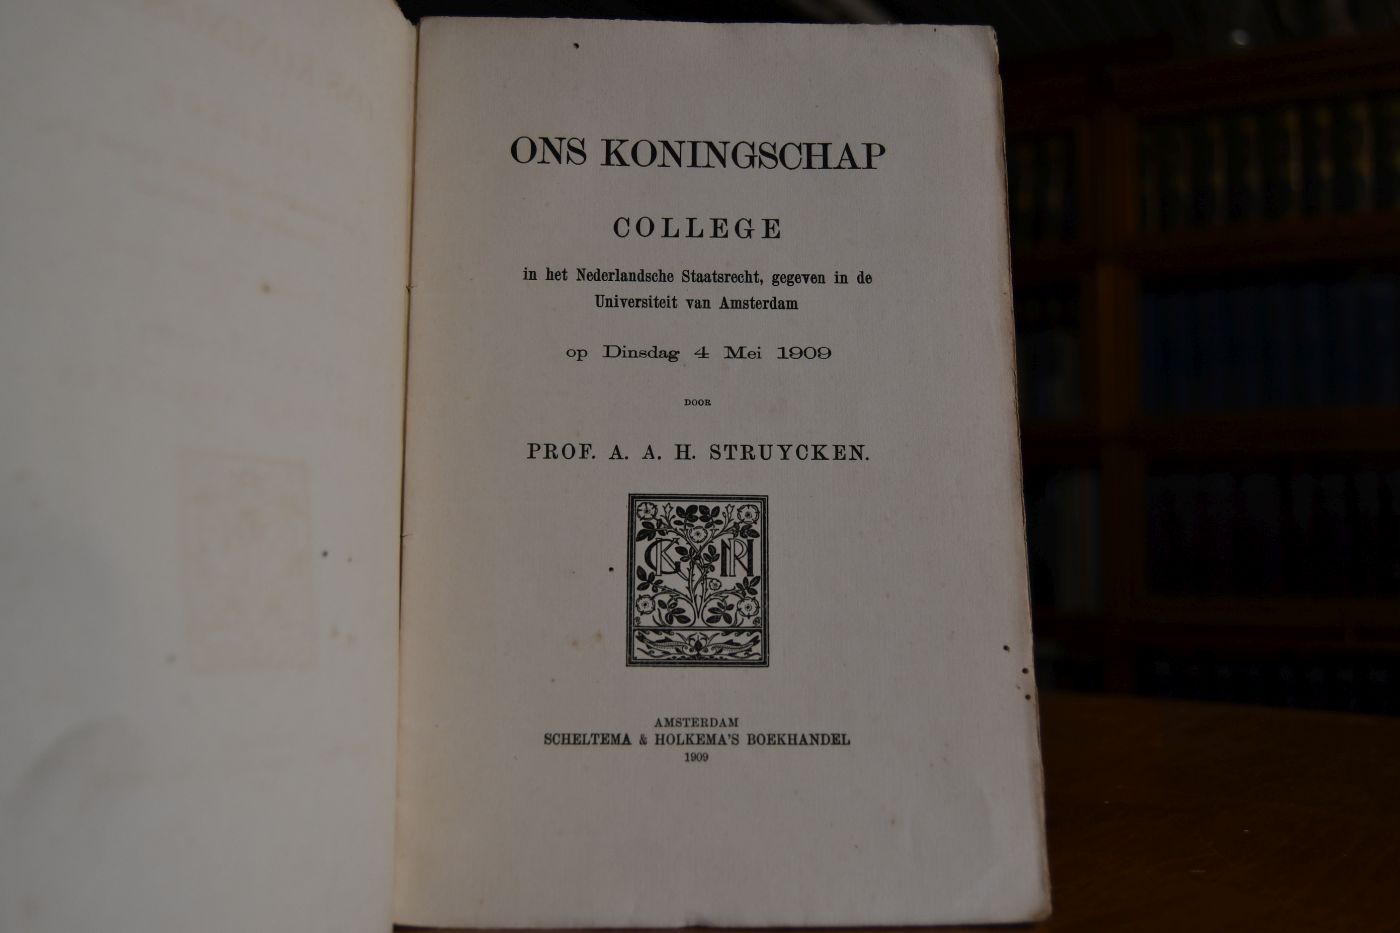 ONS KONINGSCHAP
COLLEGE
in het Nederlandsche Staatsrecht, gegeven in de
Universiteit van Amsterdam
op Dinsdag 4 Mei 1909
DOOR
PROF. A. A. H. STRUYCKEN.
AMSTERDAM
SCHELTEMA & HOLKEMA'S BOEKHANDEL
1909